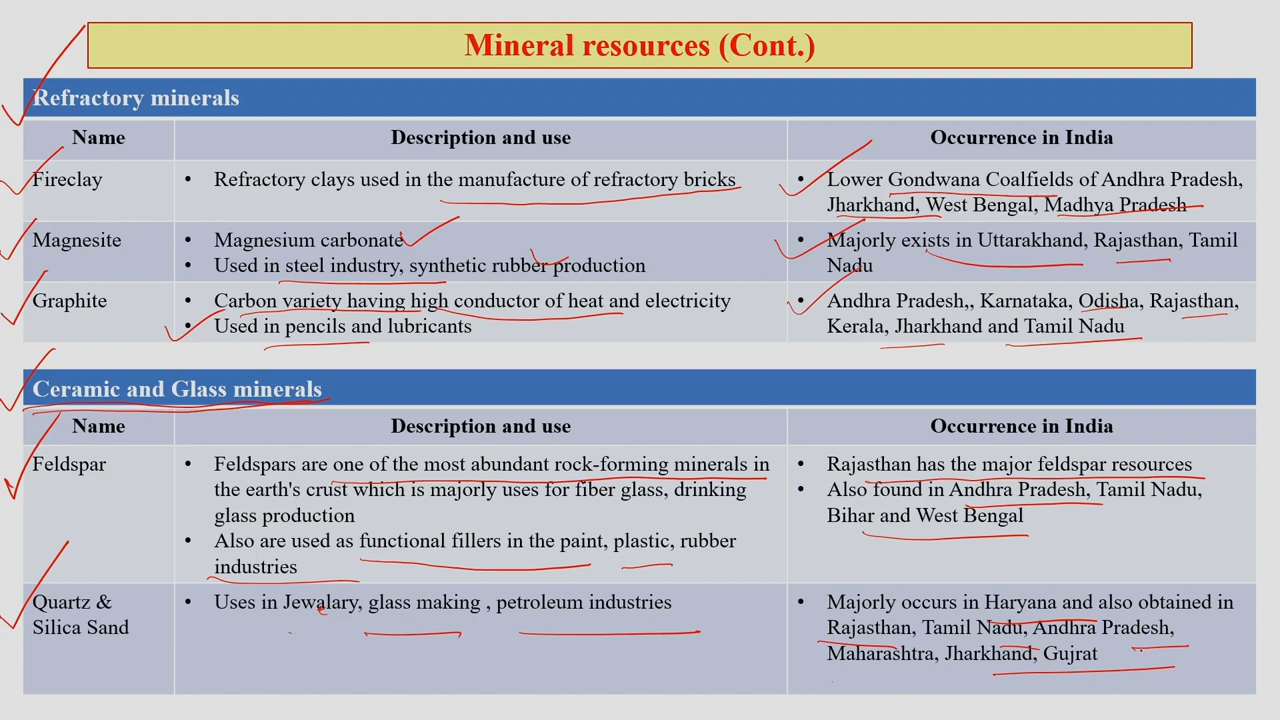 Mineral resources (Cont.)
Refractory minerals
Name Description and use Occurrence in India
Fireclay
• Refractory clays used in the manufacture of refractory bricks
• Lower Gondwana Coalfields of Andhra Pradesh,
Jharkhand, West Bengal, Madhya Pradesh
Magnesite
• Magnesium carbonate
• Used in steel industry, synthetic rubber production
• Majorly exists in Uttarakhand, Rajasthan, Tamil
Nadu
Graphite
• Carbon variety having high conductor of heat and electricity
• Used in pencils and lubricants
• Andhra Pradesh,, Karnataka, Odisha, Rajasthan,
Kerala, Jharkhand and Tamil Nadu
Ceramic and Glass minerals
Name Description and use Occurrence in India
Feldspar
• Feldspars are one of the most abundant rock-forming minerals in
the earth's crust which is majorly uses for fiber glass, drinking
glass production
• Also are used as functional fillers in the paint, plastic, rubber
industries
• Rajasthan has the major feldspar resources
• Also found in Andhra Pradesh, Tamil Nadu,
Bihar and West Bengal
Quartz &
Silica Sand
• Uses in Jewalary, glass making , petroleum industries
• Majorly occurs in Haryana and also obtained in
Rajasthan, Tamil Nadu, Andhra Pradesh,
Maharashtra, Jharkhand, Gujrat